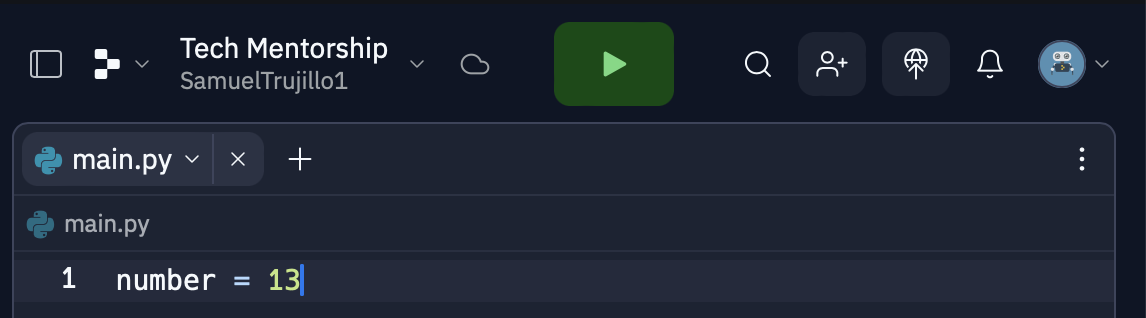 Tech Mentorship
SamuelTrujillo1
main.py
main.py
1 number = 13